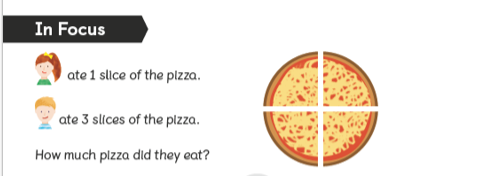 In Focus
ate 1 slice of the pizza.
ate 3 slices of the pizza.
How much pizza did they eat?